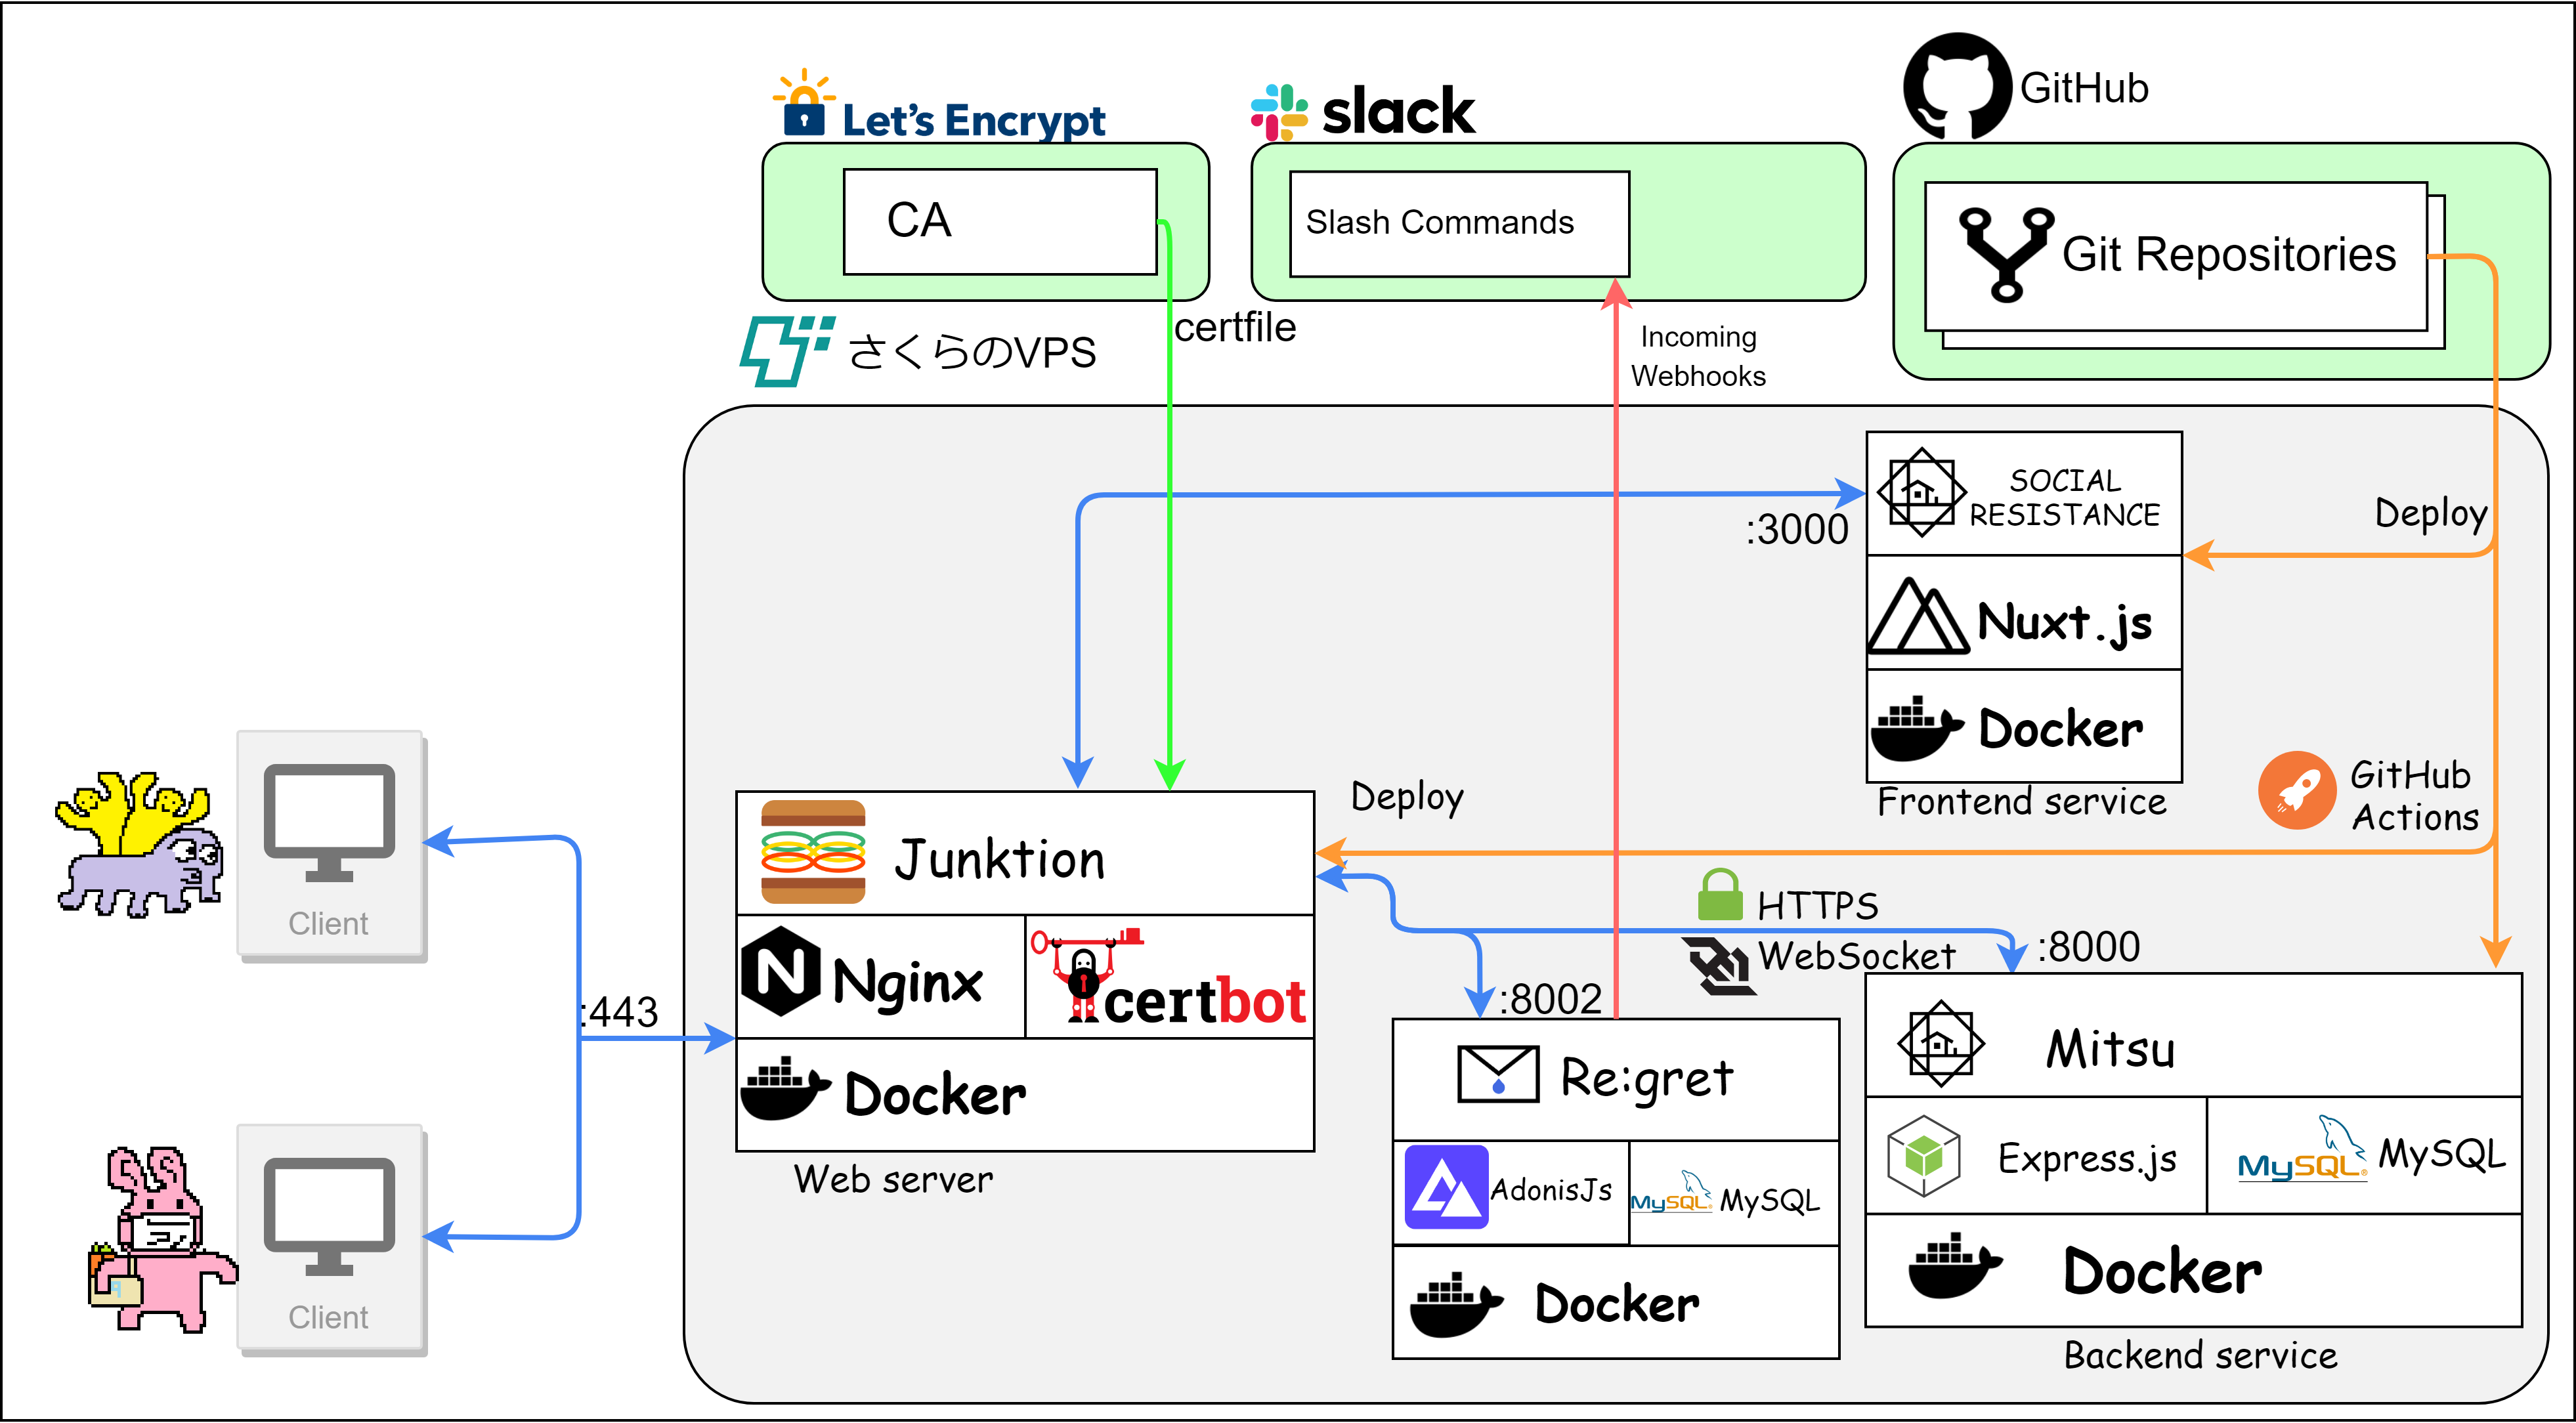 Let's Encrypt
slack
GitHub
CA
Slash Commands
Git Repositories
certfile
さくらのVPS
Incoming
Webhooks
SOCIAL
RESISTANCE
:3000
Deploy
Nuxt.js
Docker
Frontend service
GitHub
Actions
Deploy
Junktion
Client
HTTPS
WebSocket
:8000
Nginx
certbot
:443
:8002
Docker
Web server
Re:gret
AdonisJs
MySQL
MySQL
Docker
Mitsu
Express.js
MySQL
MySQL
Docker
Backend service
Client